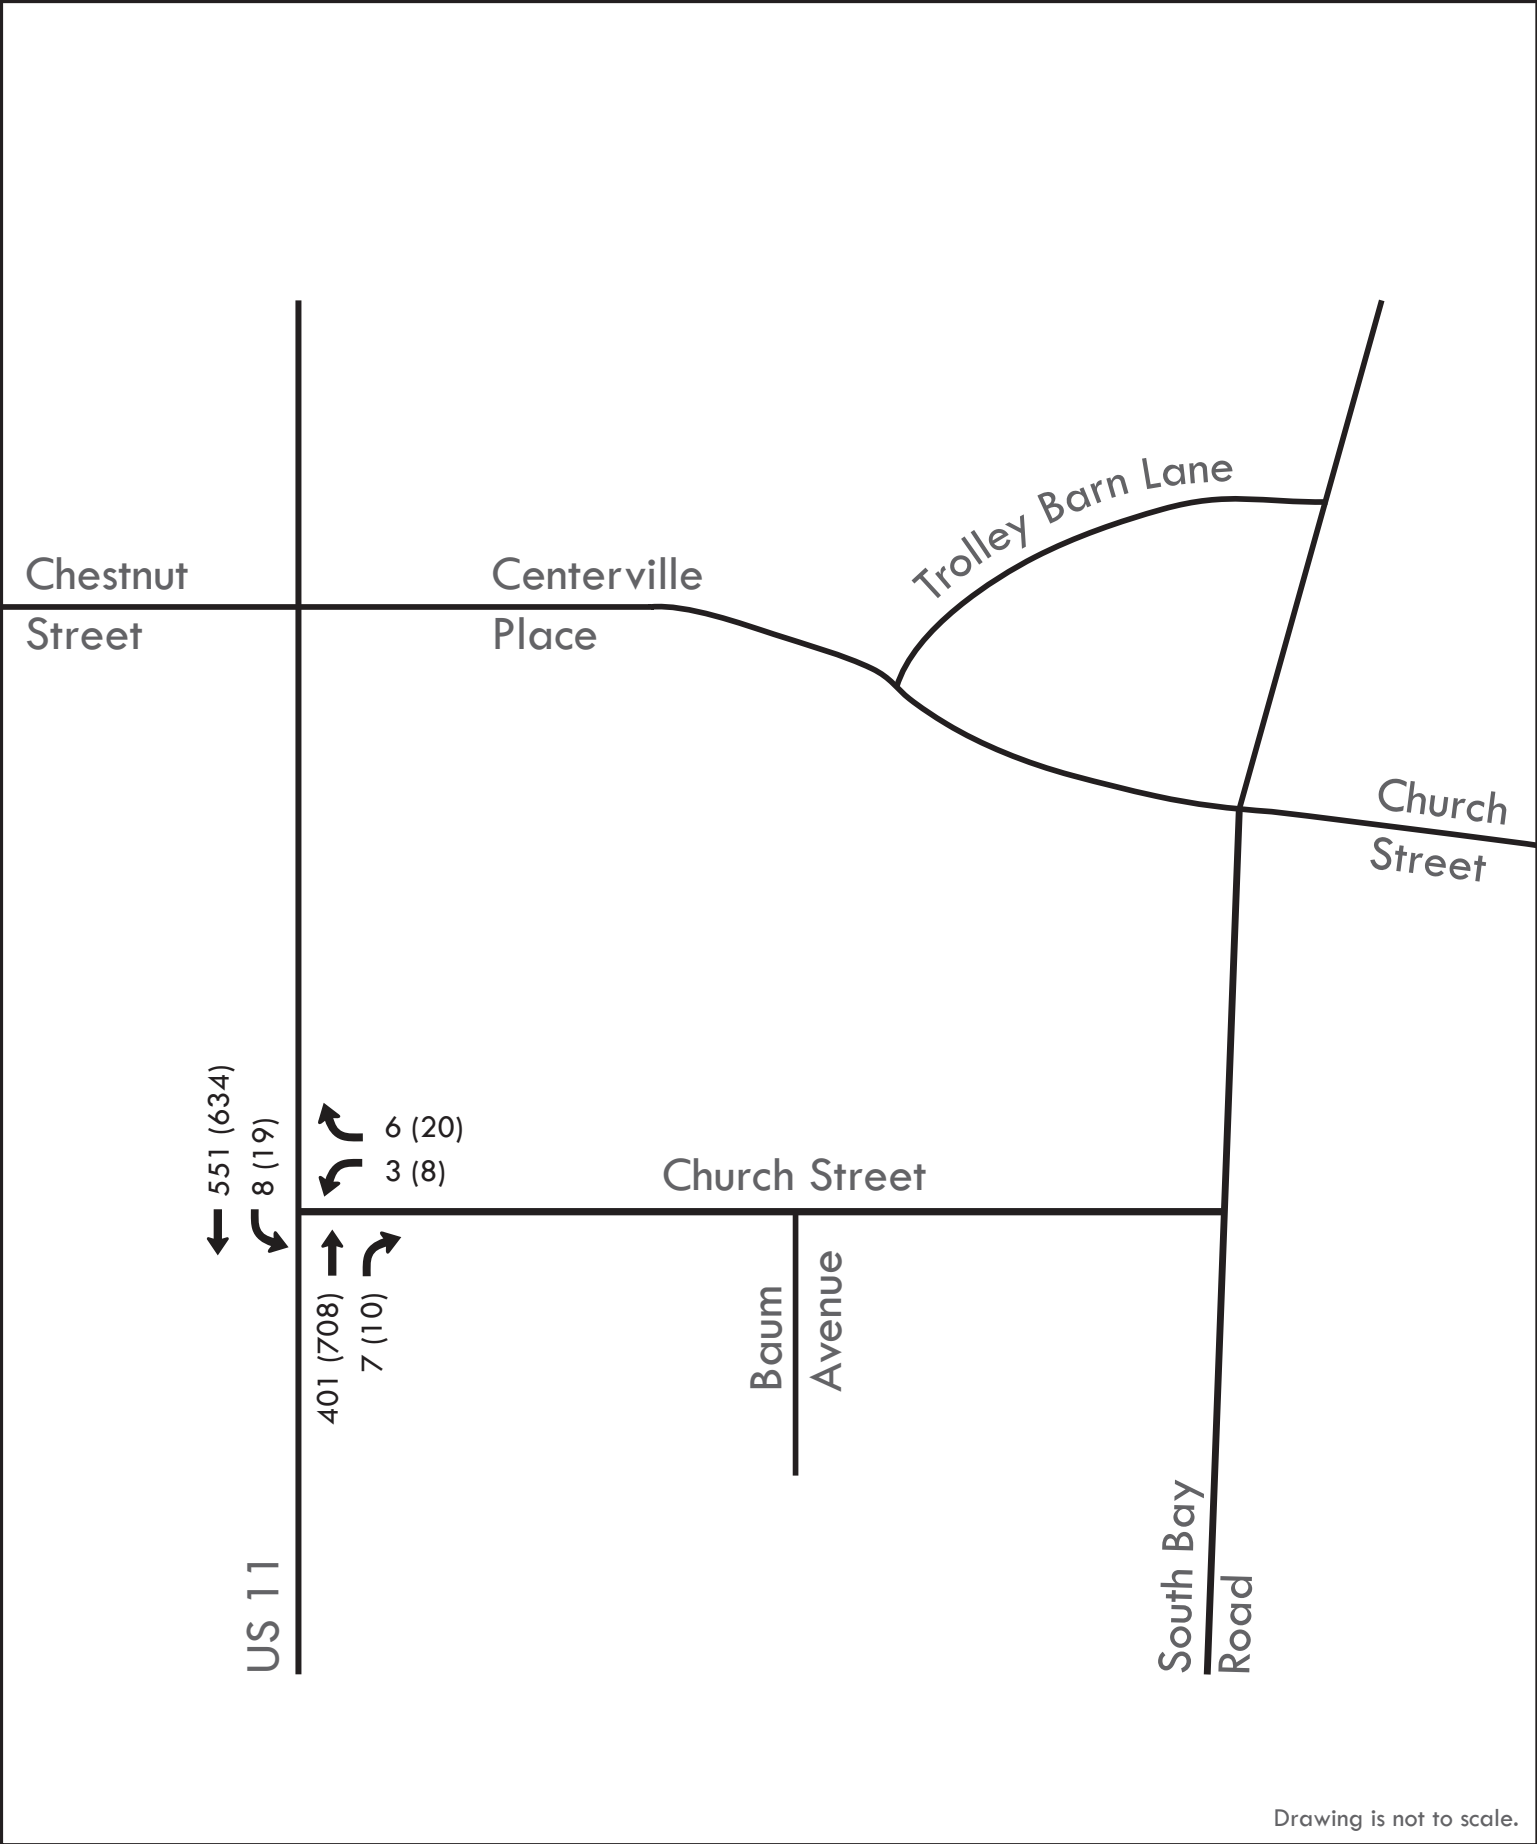 Trolley Barn Lane
Chestnut
Street
Centerville
Place
Church
Street
551 (634)
8 (19)
6 (20)
3 (8)
Church Street
401 (708)
7 (10)
Baum
Avenue
US 11
South Bay
Road
Drawing is not to scale.